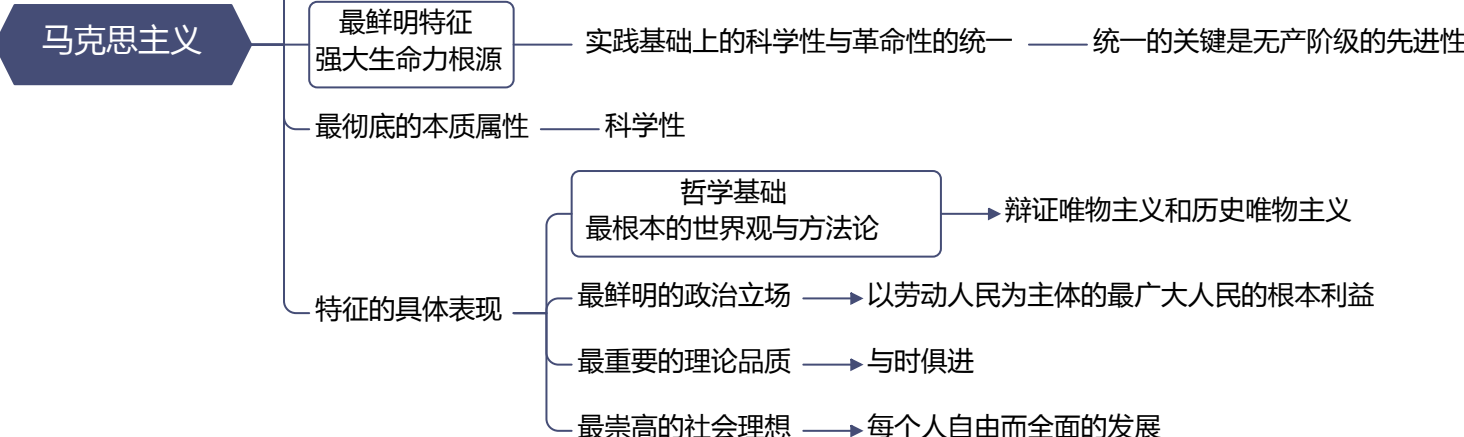 马克思主义
最鲜明特征
强大生命力根源
实践基础上的科学性与革命性的统一
统一的关键是无产阶级的先进性
最彻底的本质属性
科学性
特征的具体表现
哲学基础
最根本的世界观与方法论
辩证唯物主义和历史唯物主义
最鲜明的政治立场
以劳动人民为主体的最广大人民的根本利益
最重要的理论品质
与时俱进
最崇高的社会理想
每个人自由而全面的发展